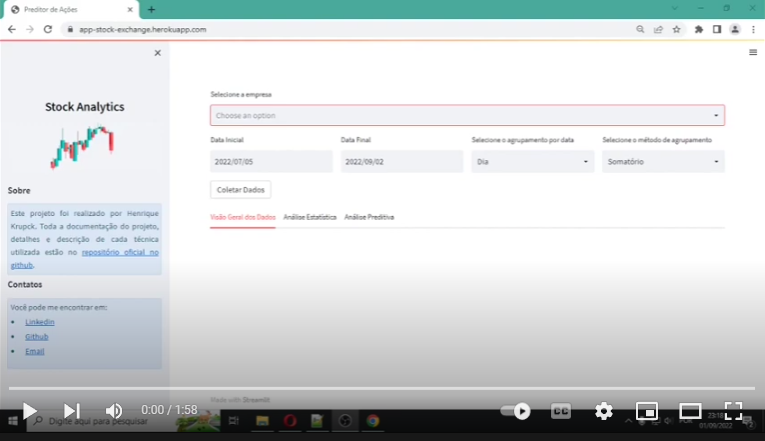 Preditor de Ações
app-stock-exchange.herokuapp.com
Stock Analytics
Sobre
Este projeto foi realizado por Henrique
Krupck. Toda a documentação do projeto,
detalhes e descrição de cada técnica
utilizada estão no repositório oficial no
github.
Contatos
Você pode me encontrar em:
Linkedin
Github
Email
Selecione a empresa
Choose an option
Data Inicial
Data Final
Selecione o agrupamento por data
Selecione o método de agrupamento
2022/07/05
2022/09/02
Dia
Somatório
Coletar Dados
Visão Geral dos Dados
Análise Estatística
Análise Preditiva
Made with Streamlit
0:00 / 1:58
CC
Digite aqui para pesquisar
01/09/2022